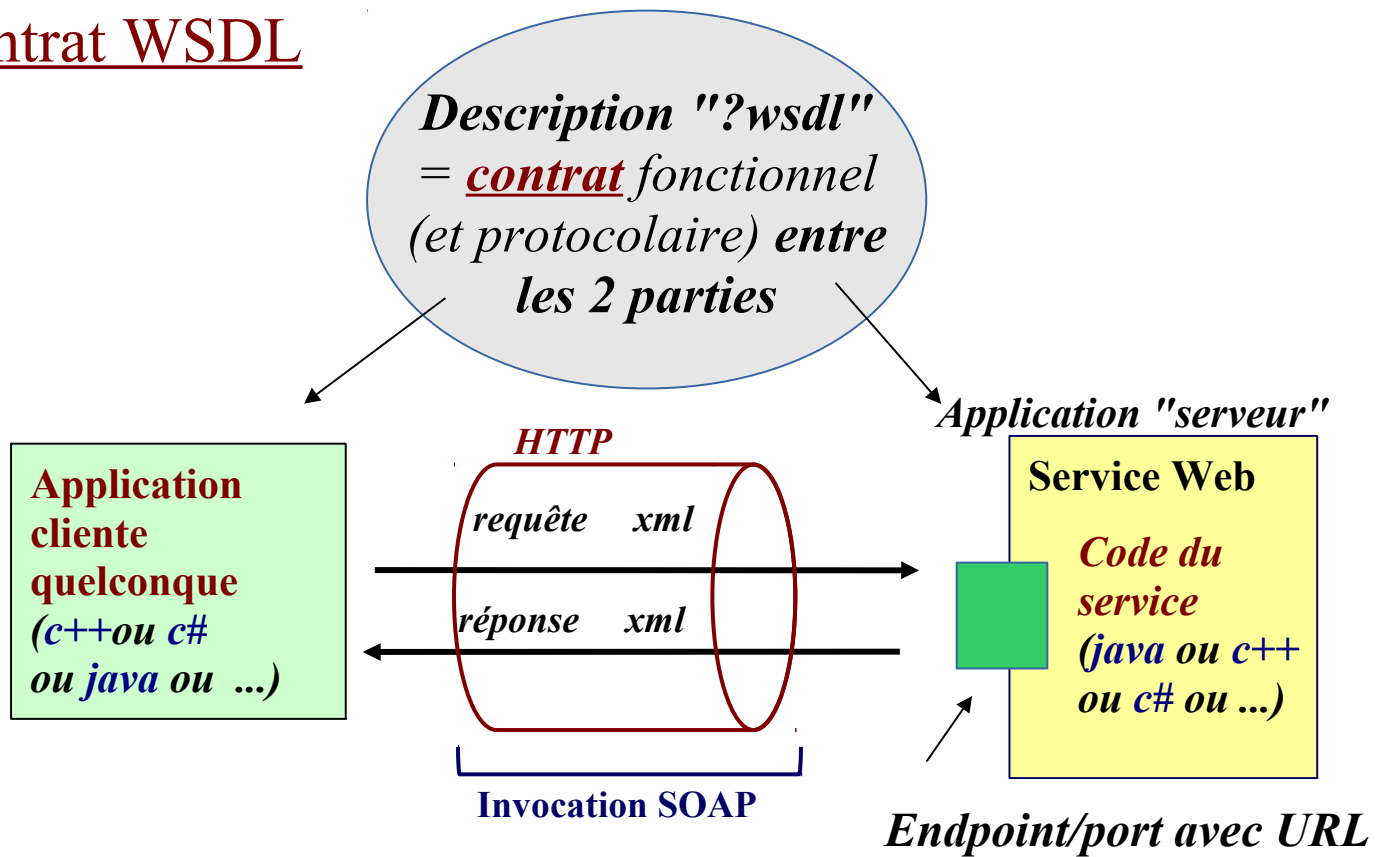 ntrat WSDL
Description "?wsdl"
= contrat fonctionnel
(et protocolaire) entre
les 2 parties
Application "serveur"
HTTP
Application
cliente
quelconque
(c++ou c#
ou java ou ...)
requête xml
réponse xml
Service Web
Code du
service
(java ou c++
ou c# ou ...)
Invocation SOAP
Endpoint/port avec URL